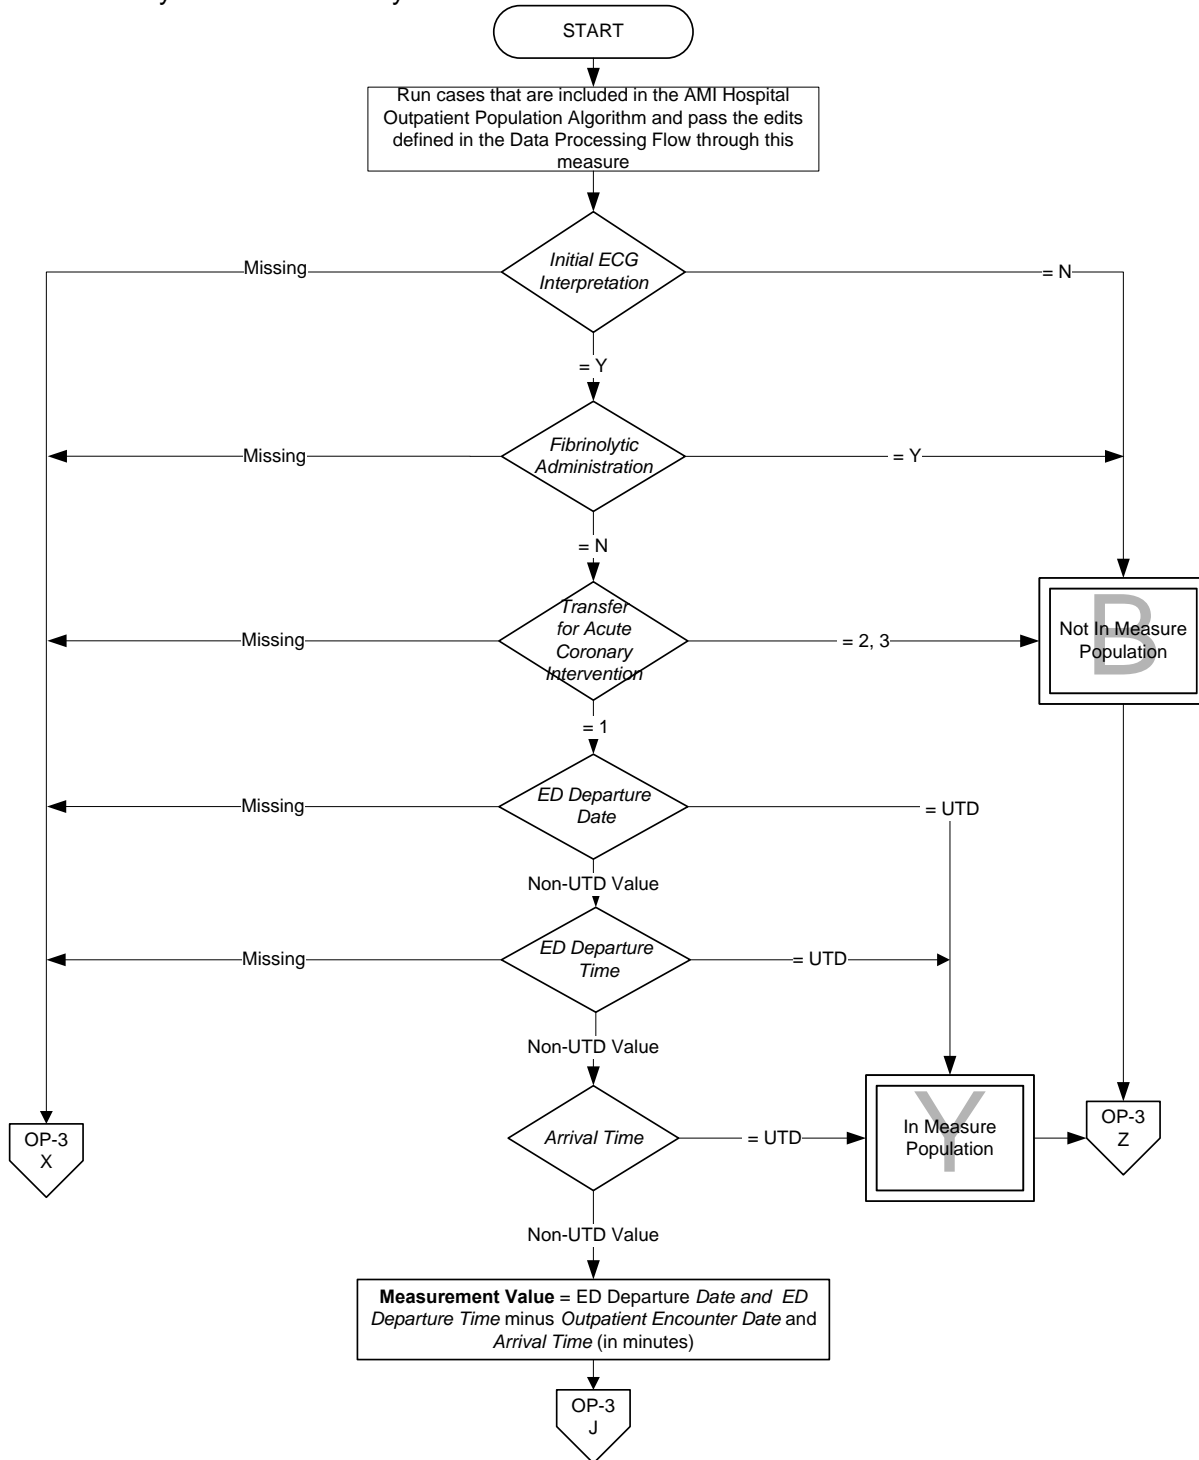 START
Run cases that are included in the AMI Hospital
Outpatient Population Algorithm and pass the edits
defined in the Data Processing Flow through this
measure
Initial ECG
Interpretation
Missing
= N
= Y
Fibrinolytic
Administration
Missing
= Y
= N
Transfer
for Acute
Coronary
Intervention
Missing
= 2, 3
B
Not In Measure
Population
= 1
ED Departure
Date
Missing
= UTD
Non-UTD Value
ED Departure
Time
Missing
= UTD
Non-UTD Value
Arrival Time
= UTD
Y
In Measure
Population
OP-3
X
OP-3
Z
Non-UTD Value
Measurement Value = ED Departure Date and ED
Departure Time minus Outpatient Encounter Date and
Arrival Time (in minutes)
OP-3
J